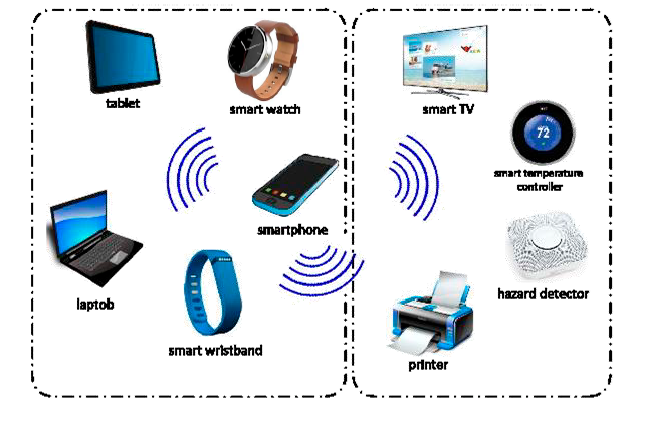 tablet
smart watch
smart TV
72
smart temperature
controller
smartphone
laptob
hazard detector
smart wristband
printer